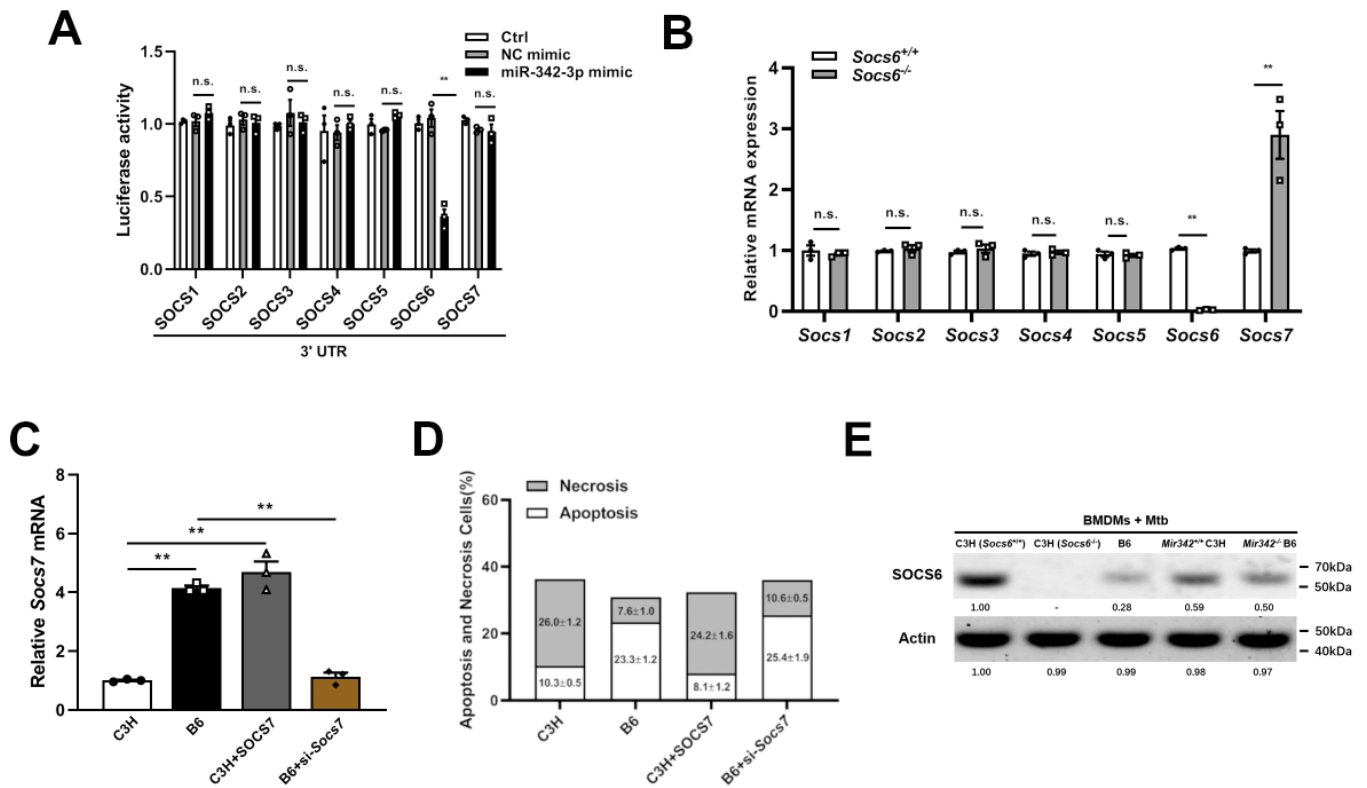 A
Luciferase activity
1.5
1.0
0.5
0.0
Ctrl
NC mimic
miR-342-3p mimic
n.s.
n.s.
n.s.
n.s.
n.s.
**
n.s.
SOCS1
SOCS2
SOCS3
SOCS4
SOCS5
SOCS6
SOCS7
3' UTR
B
Relative mRNA expression
4
3
2
1
0
Socs6+/+
Socs6-/-
n.s.
n.s.
n.s.
n.s.
n.s.
**
**
Socs1
Socs2
Socs3
Socs4
Socs5
Socs6
Socs7
C
Relative Socs7 mRNA
8
6
4
2
0
**
**
**
C3H
B6
C3H+SOCS7
B6+si-Socs7
D
Apoptosis and Necrosis Cells(%)
60
40
20
0
Necrosis
Apoptosis
26.0±1.2
10.3±0.5
7.6±1.0
23.3±1.2
24.2±1.6
8.1±1.2
10.6±0.5
25.4±1.9
C3H
B6
C3H+SOCS7
B6+si-Socs7
E
BMDMs + Mtb
C3H (Socs6+/+) C3H (Socs6-/-) B6 Mir342+/+ C3H Mir342-/- B6
SOCS6
70kDa
50kDa
1.00 - 0.28 0.59 0.50
Actin
50kDa
40kDa
1.00 0.99 0.99 0.98 0.97